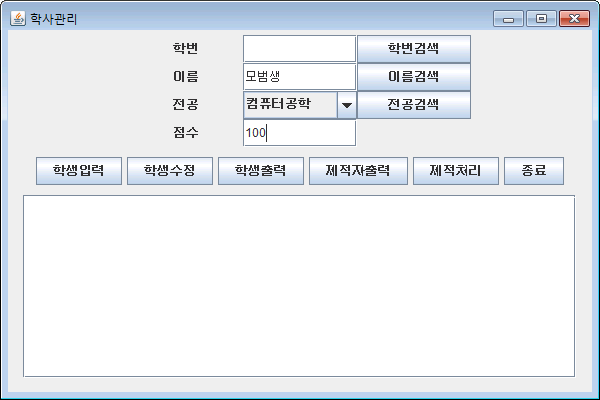 학사관리
학번 학번검색
이름 모범생 이름검색
전공 컴퓨터공학 전공검색
점수 100
학생입력 학생수정 학생출력 제적자출력 제적처리 종료